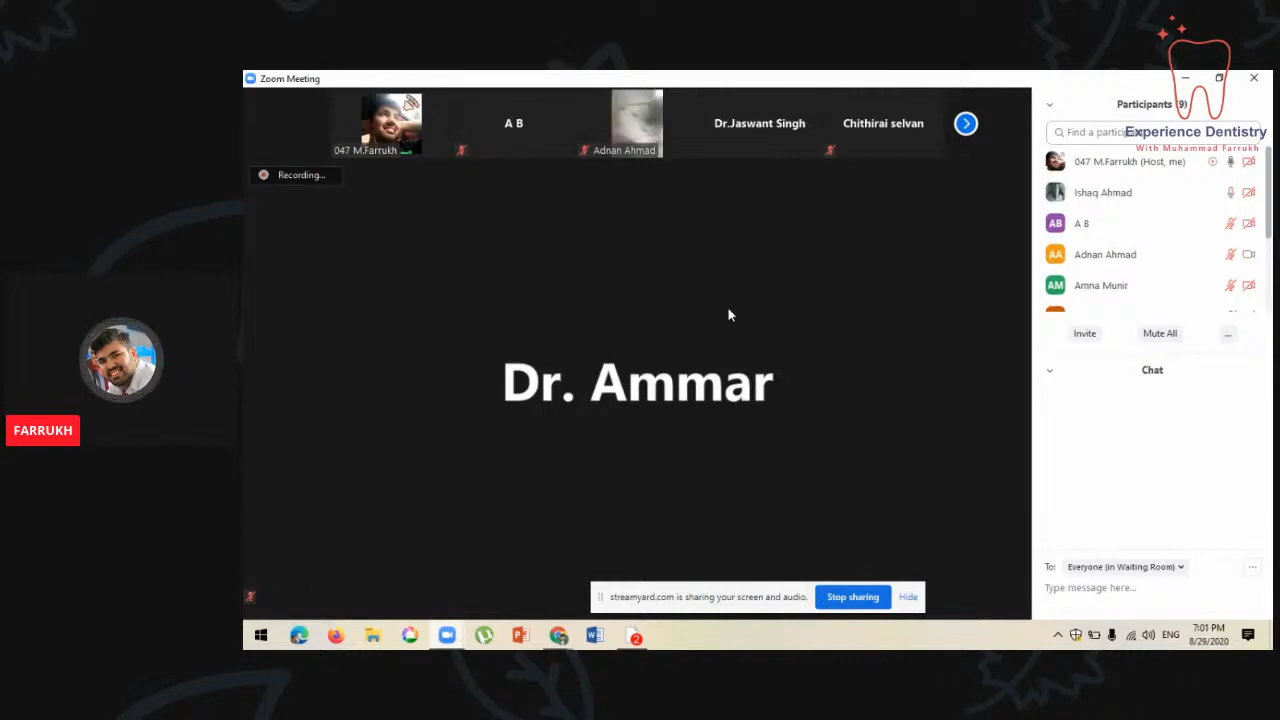 Zoom Meeting
047 M.Farrukh
A B
Adnan Ahmad
Dr.Jaswant Singh
Chithirai selvan
Recording...
Dr. Ammar
FARRUKH
Participants (9)
Find a partici
Experience Dentistry
With Muhammad Farrukh
047 M.Farrukh (Host, me)
Ishaq Ahmad
AB A B
AA Adnan Ahmad
AM Amna Munir
Invite Mute All ...
Chat
To: Everyone (in Waiting Room) ...
Type message here...
streamyard.com is sharing your screen and audio. Stop sharing Hide
2
ENG
7:01 PM
8/29/2020